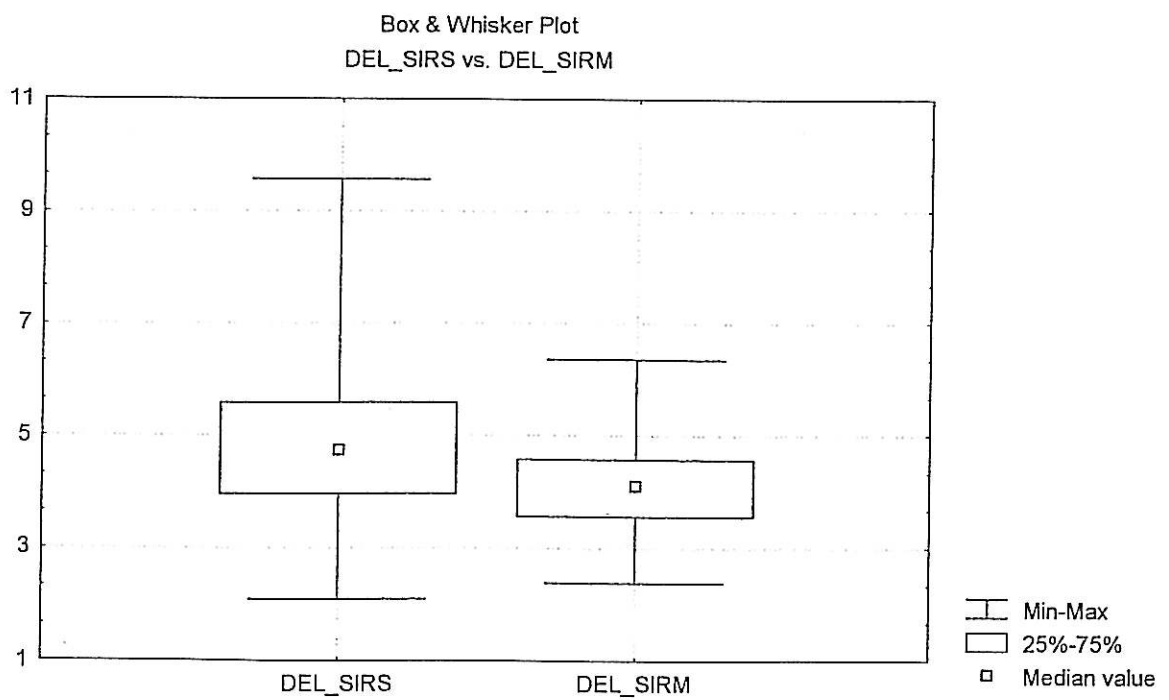 Box & Whisker Plot
DEL_SIRS vs. DEL_SIRM
11
9
7
5
3
1
DEL_SIRS
DEL_SIRM
Min-Max
25%-75%
Median value